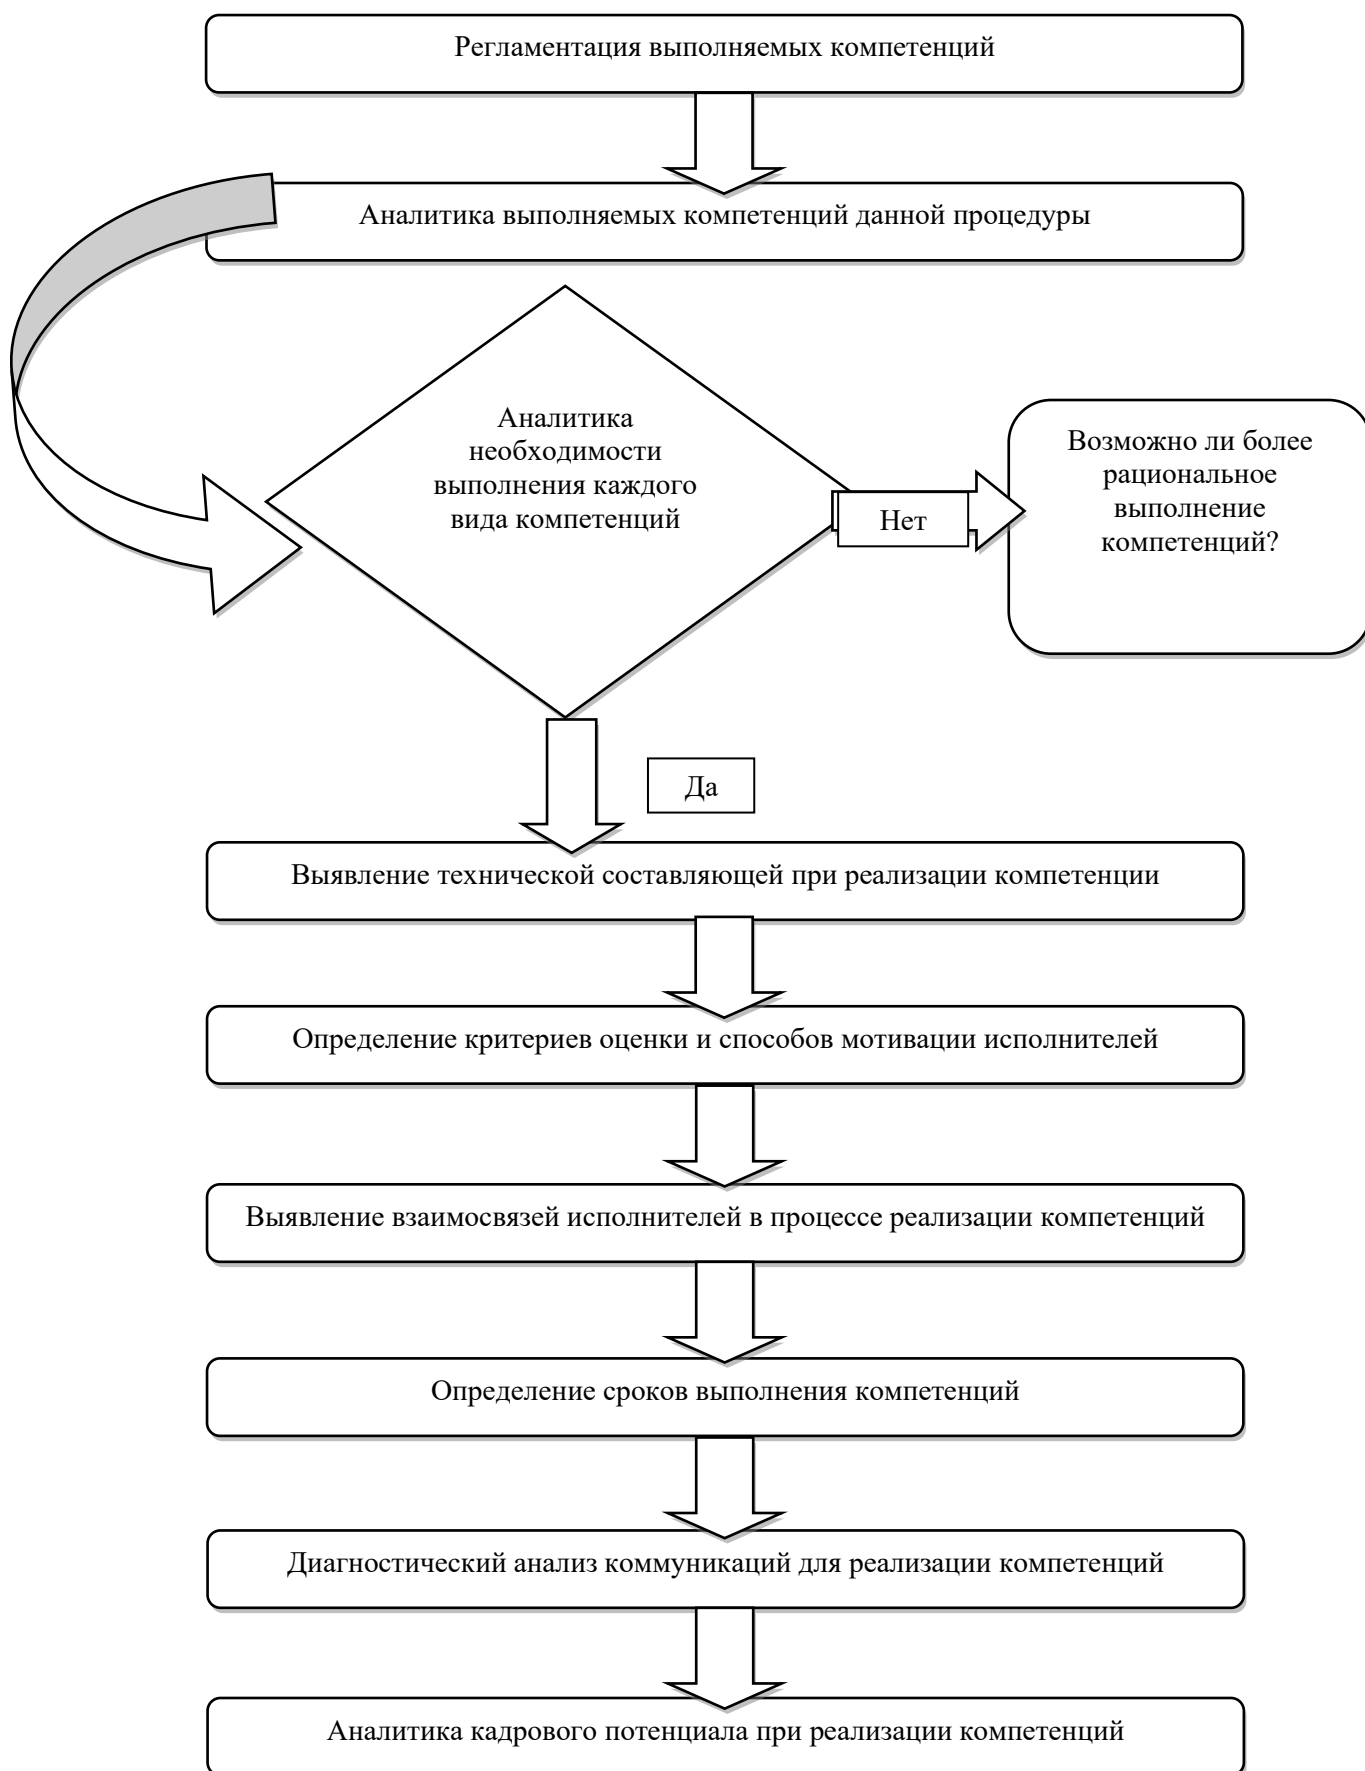 Регламентация выполняемых компетенций
Аналитика выполняемых компетенций данной процедуры
Аналитика
необходимости
выполнения каждого
вида компетенций
Нет
Возможно ли более
рациональное
выполнение
компетенций?
Да
Выявление технической составляющей при реализации компетенции
Определение критериев оценки и способов мотивации исполнителей
Выявление взаимосвязей исполнителей в процессе реализации компетенций
Определение сроков выполнения компетенций
Диагностический анализ коммуникаций для реализации компетенций
Аналитика кадрового потенциала при реализации компетенций